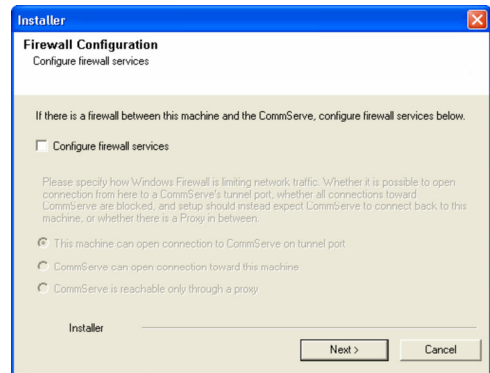 Installer
Firewall Configuration
Configure firewall services
If there is a firewall between this machine and the CommServe, configure firewall services below.
Configure firewall services
Please specify how Windows Firewall is limiting network traffic. Whether it is possible to open
connection from here to a CommServe's tunnel port, whether all connections toward
CommServe are blocked, and setup should instead expect CommServe to connect back to this
machine, or whether there is a Proxy in between.
This machine can open connection to CommServe on tunnel port
CommServe can open connection toward this machine
CommServe is reachable only through a proxy
Installer
Next >
Cancel